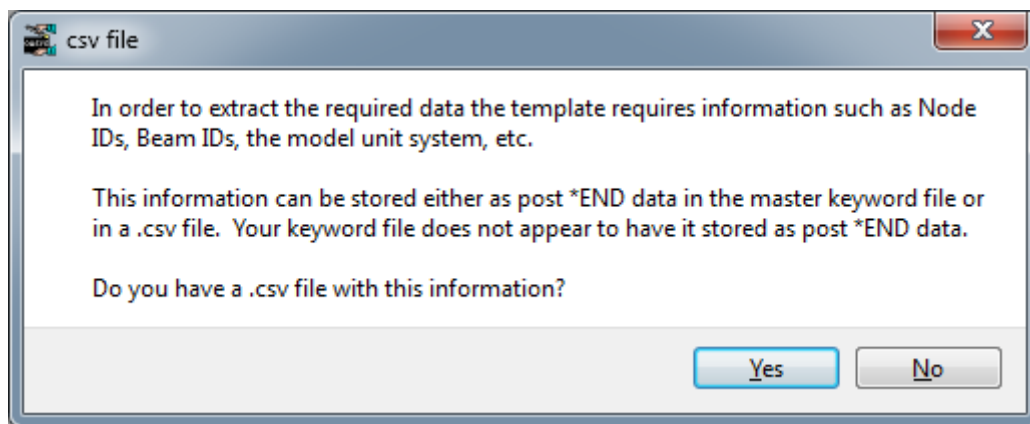 csv file
In order to extract the required data the template requires information such as Node
IDs, Beam IDs, the model unit system, etc.
This information can be stored either as post *END data in the master keyword file or
in a .csv file.  Your keyword file does not appear to have it stored as post *END data.
Do you have a .csv file with this information?
Yes No